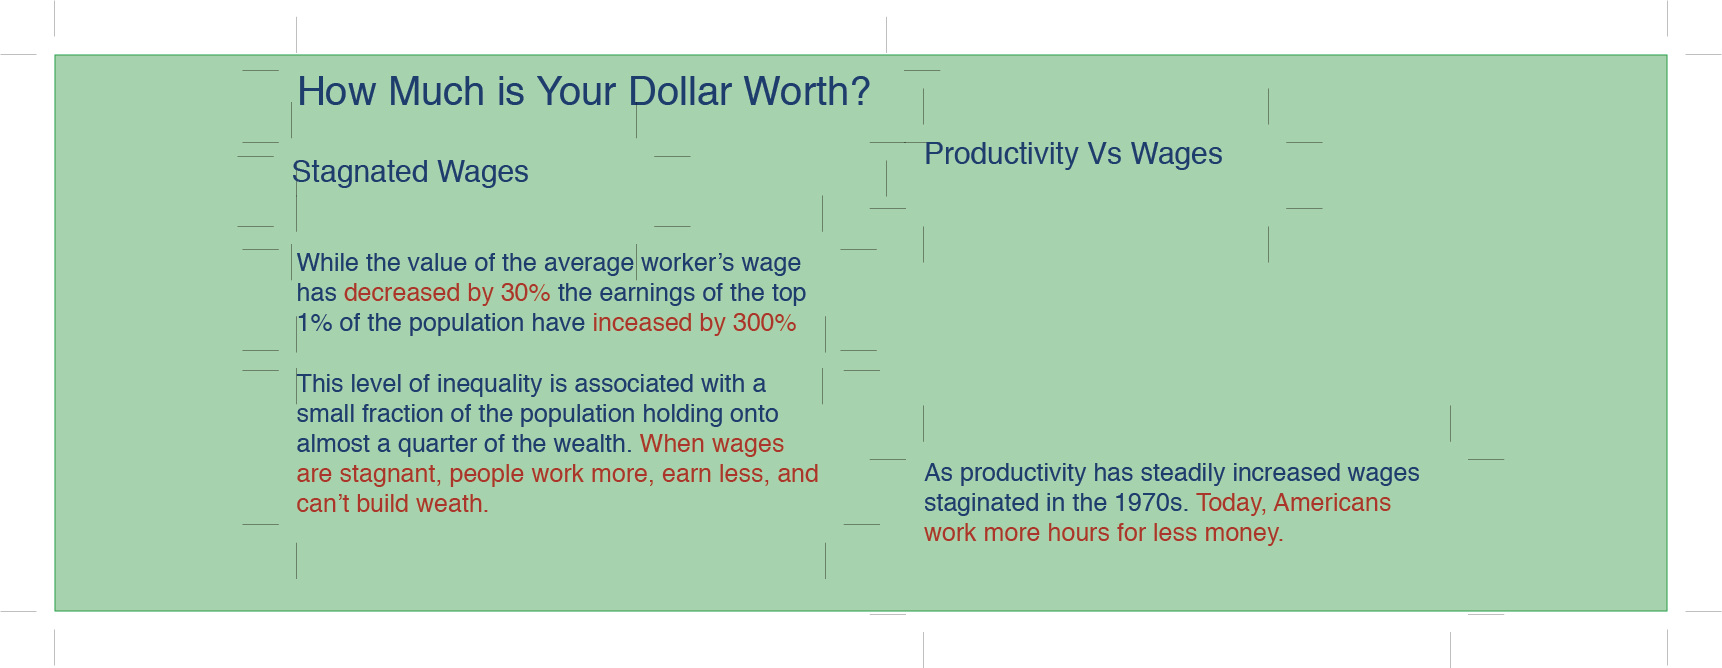 How Much is Your Dollar Worth?
Stagnated Wages
While the value of the average worker’s wage
has decreased by 30% the earnings of the top
1% of the population have inceased by 300%
This level of inequality is associated with a
small fraction of the population holding onto
almost a quarter of the wealth. When wages
are stagnant, people work more, earn less, and
can’t build weath.
Productivity Vs Wages
As productivity has steadily increased wages
staginated in the 1970s. Today, Americans
work more hours for less money.